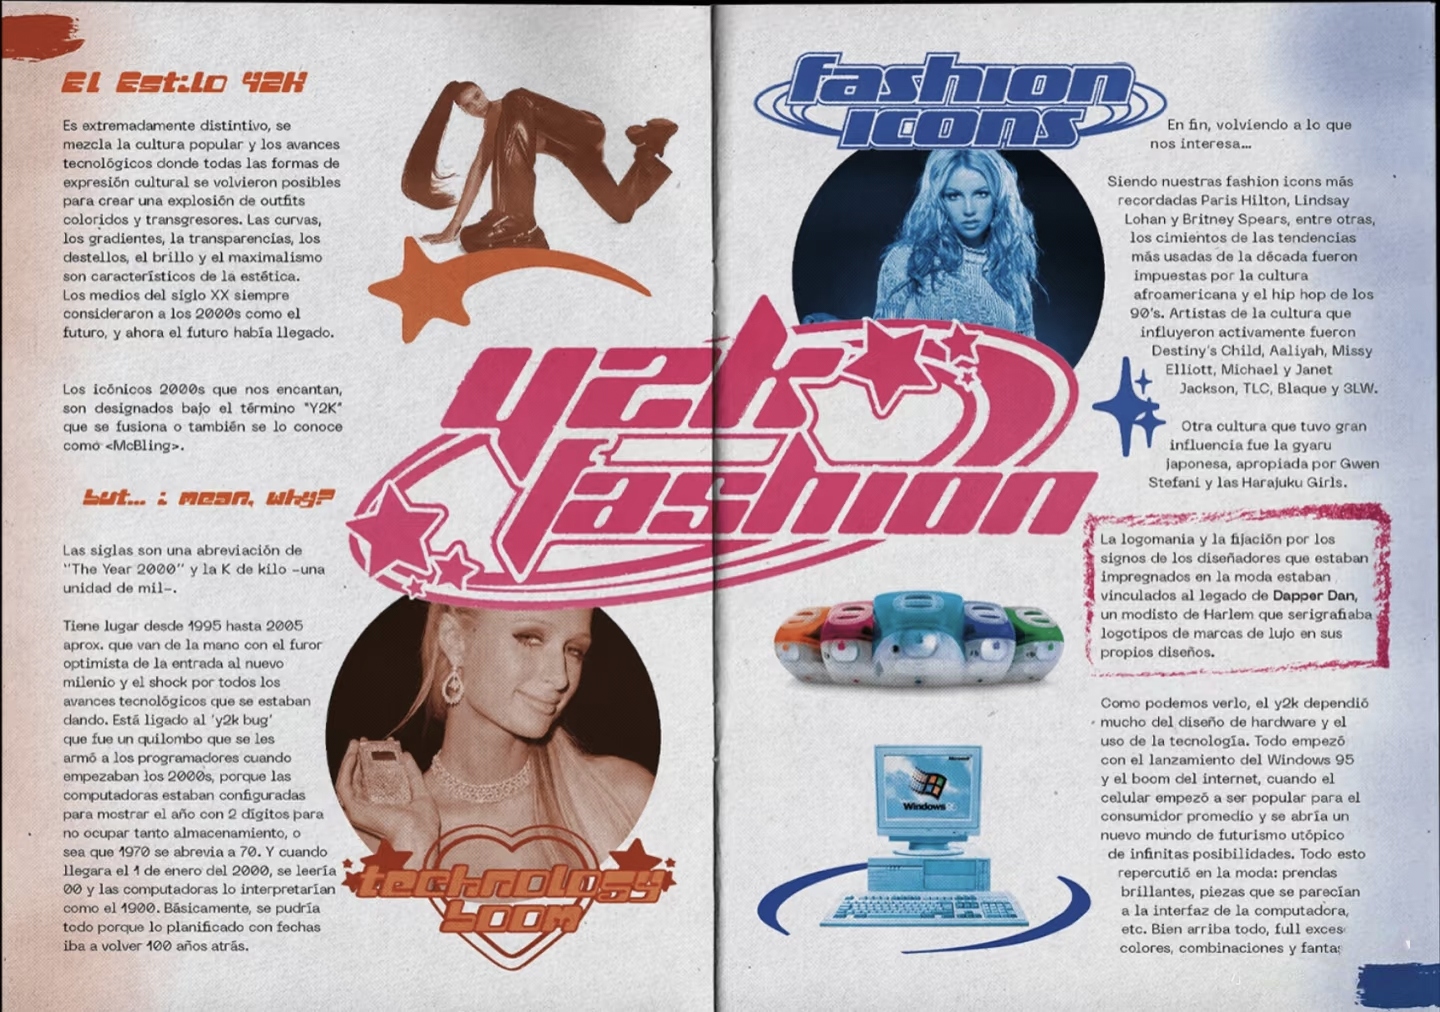 El Estilo Y2K
Es extremadamente distintivo, se
mezcla la cultura popular y los avances
tecnológicos donde todas las formas de
expresión cultural se volvieron posibles
para crear una explosión de outfits
coloridos y transgresores. Las curvas,
los gradientes, la transparencias, los
destellos, el brillo y el maximalismo
son característicos de la estética.
Los medios del siglo XX siempre
consideraron a los 2000s como el
futuro, y ahora el futuro había llegado.
Los icónicos 2000s que nos encantan,
son designados bajo el término "Y2K"
que se fusiona o también se lo conoce
como <McBling>.
but... i mean, why?
Las siglas son una abreviación de
"The Year 2000" y la K de kilo -una
unidad de mil-.
Tiene lugar desde 1995 hasta 2005
aprox. que van de la mano con el furor
optimista de la entrada al nuevo
milenio y el shock por todos los
avances tecnológicos que se estaban
dando. Está ligado al 'y2k bug'
que fue un quilombo que se les
armó a los programadores cuando
empezaban los 2000s, porque las
computadoras estaban configuradas
para mostrar el año con 2 dígitos para
no ocupar tanto almacenamiento, o
sea que 1970 se abrevia a 70. Y cuando
llegara el 1 de enero del 2000, se leería
00 y las computadoras lo interpretarían
como el 1900. Básicamente, se pudría
todo porque lo planificado con fechas
iba a volver 100 años atrás.
y2k
fashion
technology
boom
fashion
icons
En fin, volviendo a lo que
nos interesa...
Siendo nuestras fashion icons más
recordadas Paris Hilton, Lindsay
Lohan y Britney Spears, entre otras,
los cimientos de las tendencias
más usadas de la década fueron
impuestas por la cultura
afroamericana y el hip hop de los
90's. Artistas de la cultura que
influyeron activamente fueron
Destiny's Child, Aaliyah, Missy
Elliott, Michael y Janet
Jackson, TLC, Blaque y 3LW.
Otra cultura que tuvo gran
influencia fue la gyaru
japonesa, apropiada por Gwen
Stefani y las Harajuku Girls.
La logomania y la fijación por los
signos de los diseñadores que estaban
impregnados en la moda estaban
vinculados al legado de Dapper Dan,
un modisto de Harlem que serigrafiaba
logotipos de marcas de lujo en sus
propios diseños.
Microsoft
Windows
Como podemos verlo, el y2k dependió
mucho del diseño de hardware y el
uso de la tecnología. Todo empezó
con el lanzamiento del Windows 95
y el boom del internet, cuando el
celular empezó a ser popular para el
consumidor promedio y se abría un
nuevo mundo de futurismo utópico
de infinitas posibilidades. Todo esto
repercutió en la moda: prendas
brillantes, piezas que se parecían
a la interfaz de la computadora,
etc. Bien arriba todo, full
colores, combinaciones y